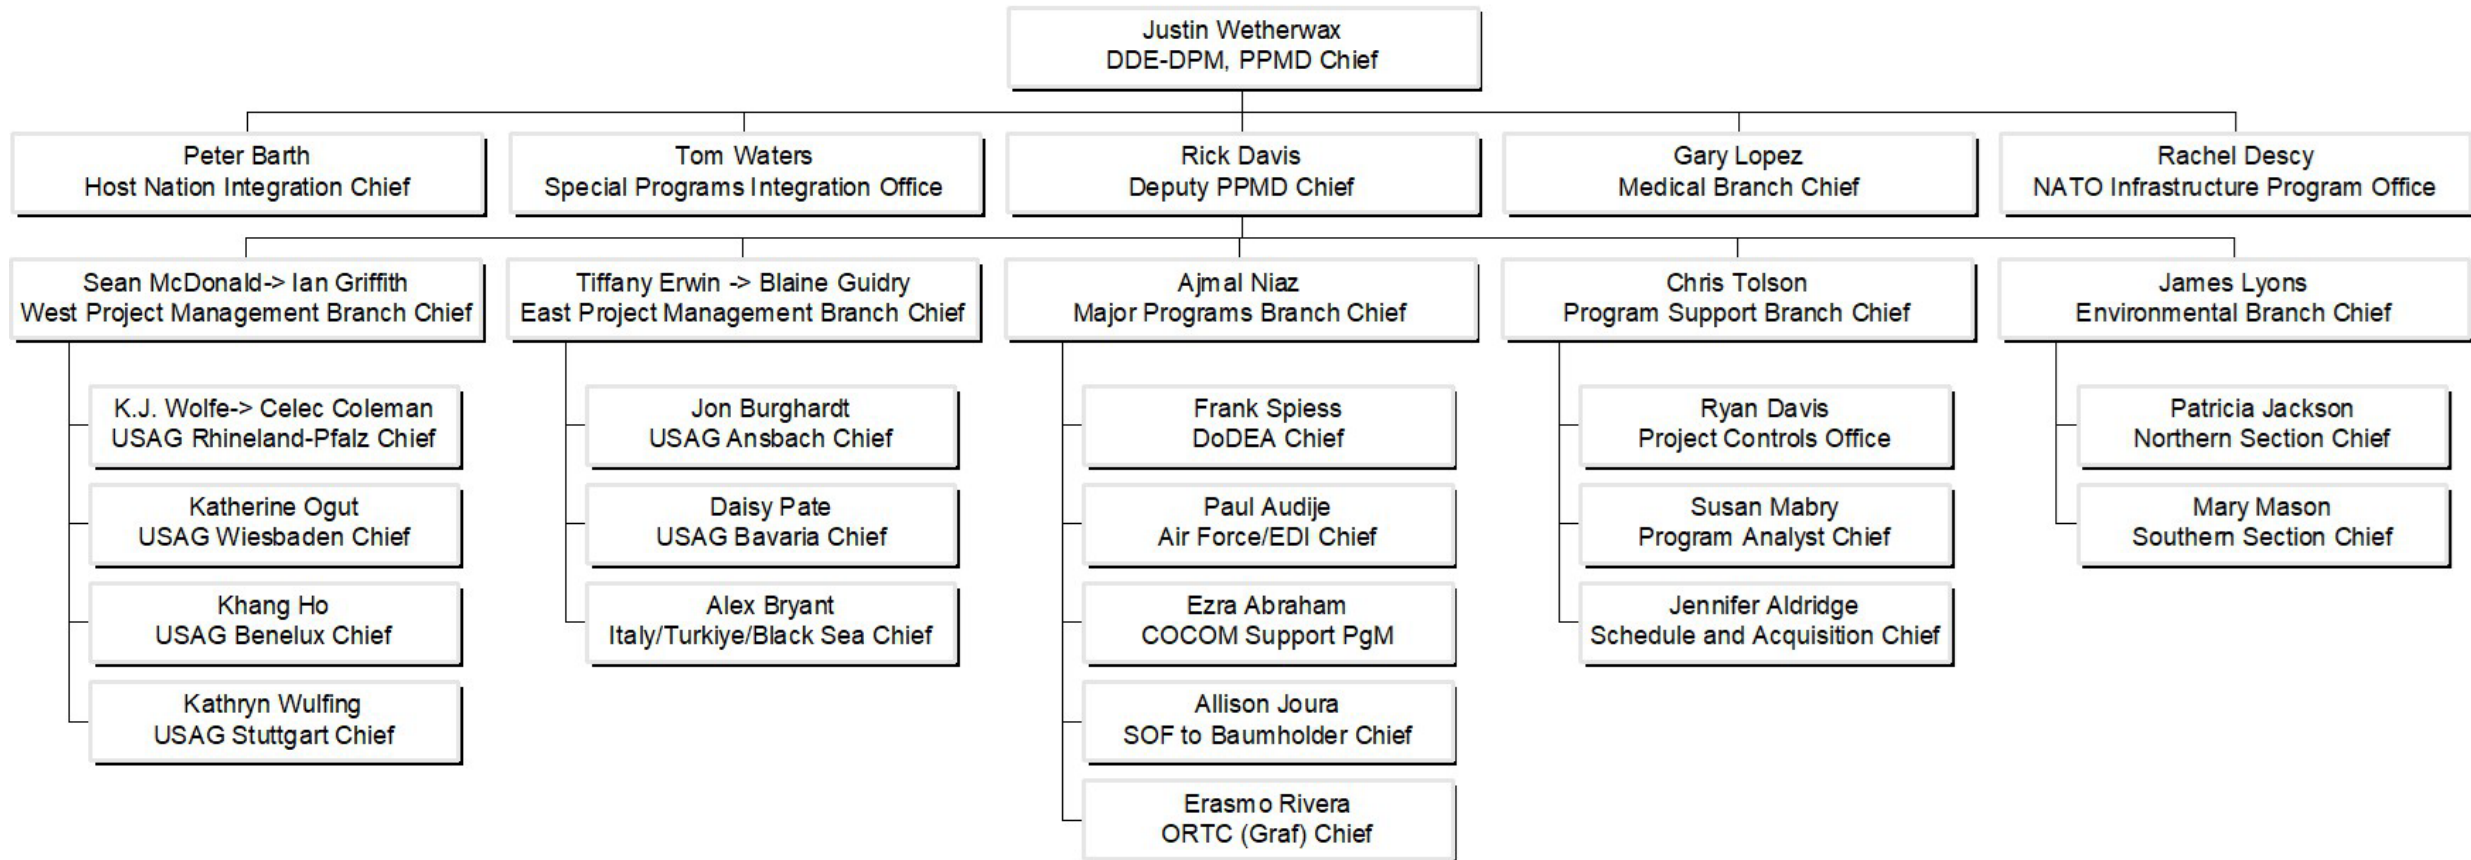 Justin Wetherwax
DDE-DPM, PPMD Chief
Peter Barth
Host Nation Integration Chief
Tom Waters
Special Programs Integration Office
Rick Davis
Deputy PPMD Chief
Gary Lopez
Medical Branch Chief
Rachel Descy
NATO Infrastructure Program Office
Sean McDonald-> Ian Griffith
West Project Management Branch Chief
Tiffany Erwin -> Blaine Guidry
East Project Management Branch Chief
Ajmal Niaz
Major Programs Branch Chief
Chris Tolson
Program Support Branch Chief
James Lyons
Environmental Branch Chief
K.J. Wolfe-> Celec Coleman
USAG Rhineland-Pfalz Chief
Katherine Ogut
USAG Wiesbaden Chief
Khang Ho
USAG Benelux Chief
Kathryn Wulfing
USAG Stuttgart Chief
Jon Burghardt
USAG Ansbach Chief
Daisy Pate
USAG Bavaria Chief
Alex Bryant
Italy/Turkiye/Black Sea Chief
Frank Spiess
DoDEA Chief
Paul Audije
Air Force/EDI Chief
Ezra Abraham
COCOM Support PgM
Allison Joura
SOF to Baumholder Chief
Erasmo Rivera
ORTC (Graf) Chief
Ryan Davis
Project Controls Office
Susan Mabry
Program Analyst Chief
Jennifer Aldridge
Schedule and Acquisition Chief
Patricia Jackson
Northern Section Chief
Mary Mason
Southern Section Chief